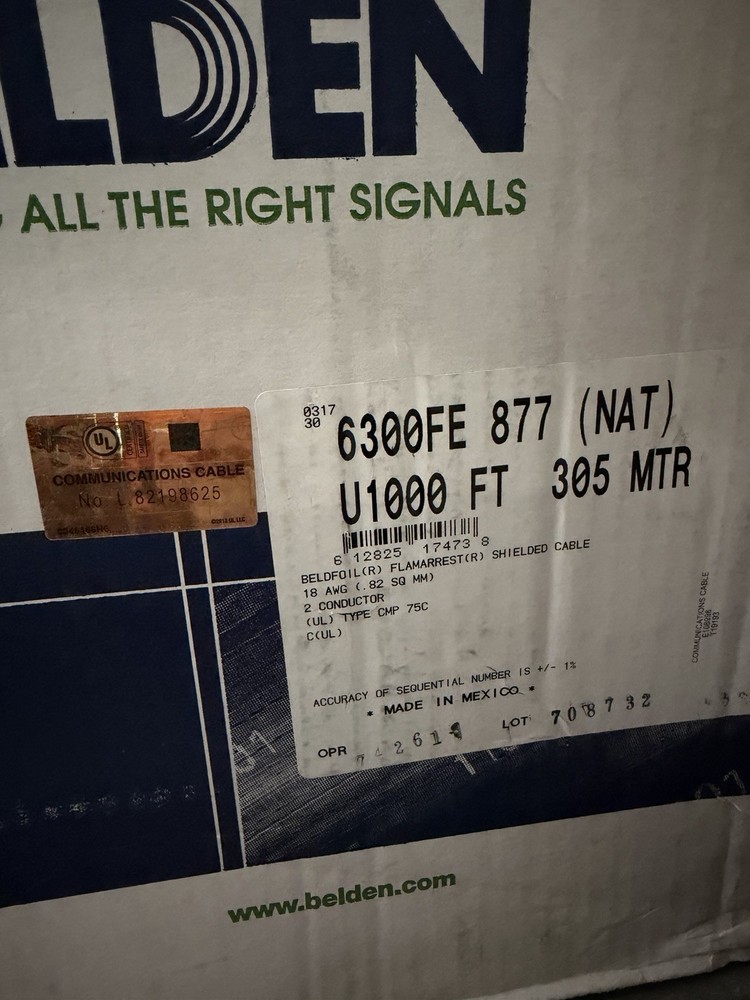 LDEN
ALL THE RIGHT SIGNALS
0317
30
6300FE 877 (NAT)
U1000 FT 305 MTR
6 12825 17473 8
BELDFOIL(R) FLAMARREST(R) SHIELDED CABLE
18 AWG (.82 SQ MM)
2 CONDUCTOR
(UL) TYPE CMP 75C
C(UL)
ACCURACY OF SEQUENTIAL NUMBER IS +/- 1%
* MADE IN MEXICO *
OPR
LOT 708732
UL
COMMUNICATIONS CABLE
No L.82198625
COMMUNICATIONS CABLE
www.belden.com